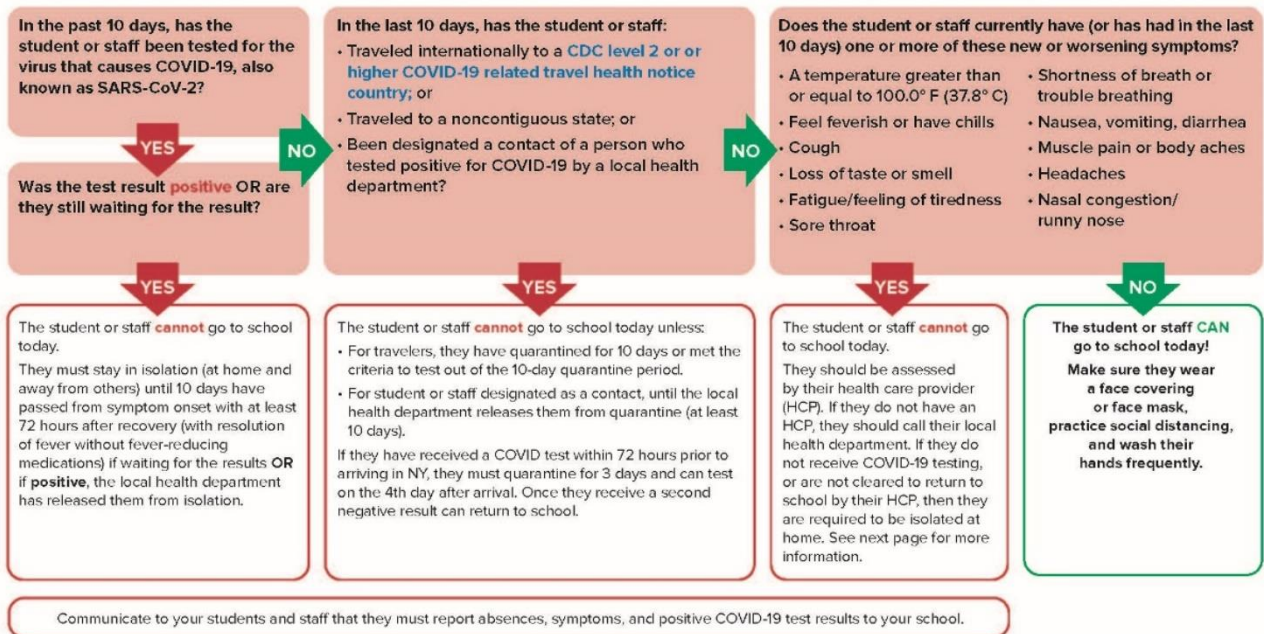 In the past 10 days, has the
student or staff been tested for the
virus that causes COVID-19, also
known as SARS-CoV-2?
YES
NO
Was the test result positive OR are
they still waiting for the result?
YES
The student or staff cannot go to school
today.
They must stay in isolation (at home and
away from others) until 10 days have
passed from symptom onset with at least
72 hours after recovery (with resolution
of fever without fever-reducing
medications) if waiting for the results OR
if positive, the local health department
has released them from isolation.
In the last 10 days, has the student or staff:
• Traveled internationally to a CDC level 2 or or
higher COVID-19 related travel health notice
country; or
• Traveled to a noncontiguous state; or
• Been designated a contact of a person who
tested positive for COVID-19 by a local health
department?
NO
YES
The student or staff cannot go to school today unless:
• For travelers, they have quarantined for 10 days or met the
criteria to test out of the 10-day quarantine period.
• For student or staff designated as a contact, until the local
health department releases them from quarantine (at least
10 days).
If they have received a COVID test within 72 hours prior to
arriving in NY, they must quarantine for 3 days and can test
on the 4th day after arrival. Once they receive a second
negative result can return to school.
Does the student or staff currently have (or has had in the last
10 days) one or more of these new or worsening symptoms?
• A temperature greater than
or equal to 100.0° F (37.8° C)
• Feel feverish or have chills
• Cough
• Loss of taste or smell
• Fatigue/feeling of tiredness
• Sore throat
• Shortness of breath or
trouble breathing
• Nausea, vomiting, diarrhea
• Muscle pain or body aches
• Headaches
• Nasal congestion/
runny nose
YES
The student or staff cannot go
to school today.
They should be assessed
by their health care provider
(HCP). If they do not have an
HCP, they should call their local
health department. If they do
not receive COVID-19 testing,
or are not cleared to return to
school by their HCP, then they
are required to be isolated at
home. See next page for more
information.
NO
The student or staff CAN
go to school today!
Make sure they wear
a face covering
or face mask,
practice social distancing,
and wash their
hands frequently.
Communicate to your students and staff that they must report absences, symptoms, and positive COVID-19 test results to your school.